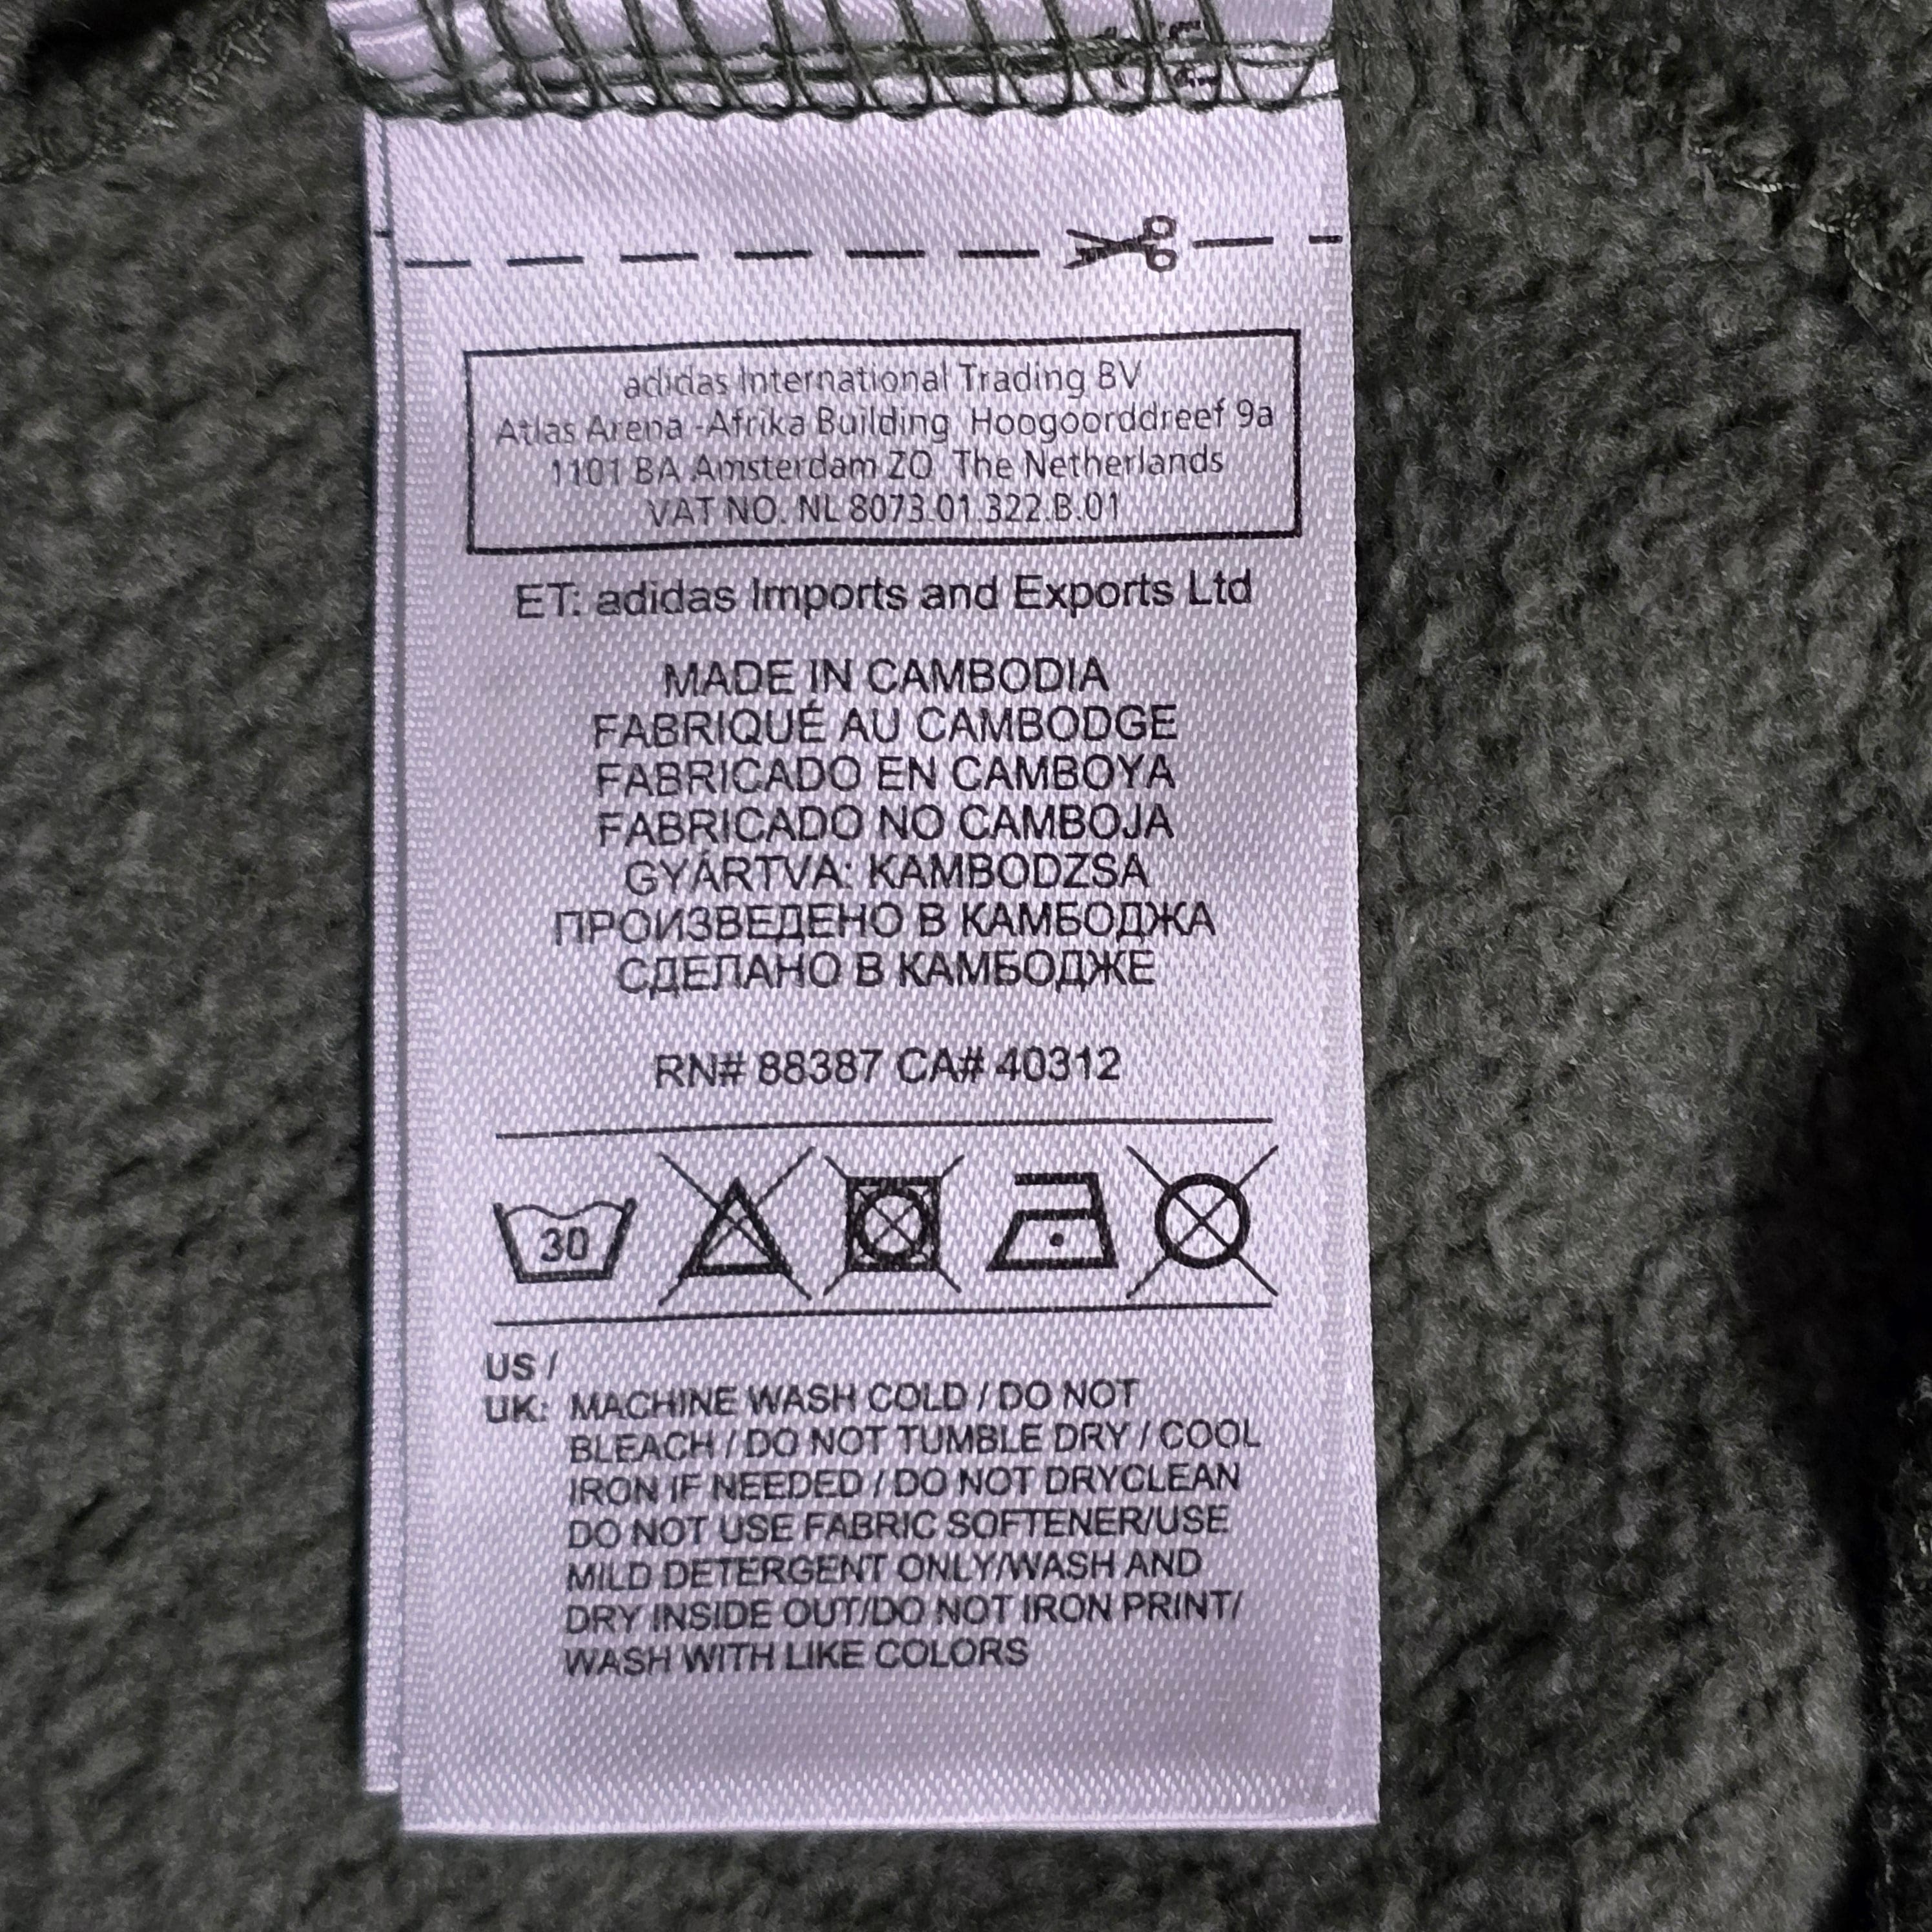 adidas International Trading BV
Atlas Arena -Afrika Building Hoogoorddreef 9a
1101 BA Amsterdam ZO The Netherlands
VAT NO. NL 8073.01.322.B.01
ET: adidas Imports and Exports Ltd
MADE IN CAMBODIA
FABRIQUÉ AU CAMBODGE
FABRICADO EN CAMBOYA
FABRICADO NO CAMBOJA
GYÁRTVA: KAMBODZSA
ПРОИЗВЕДЕНО В КАМБОДЖА
СДЕЛАНО В КАМБОДЖЕ
RN# 88387 CA# 40312
30
US /
UK: MACHINE WASH COLD / DO NOT
BLEACH / DO NOT TUMBLE DRY / COOL
IRON IF NEEDED / DO NOT DRYCLEAN
DO NOT USE FABRIC SOFTENER/USE
MILD DETERGENT ONLY/WASH AND
DRY INSIDE OUT/DO NOT IRON PRINT/
WASH WITH LIKE COLORS